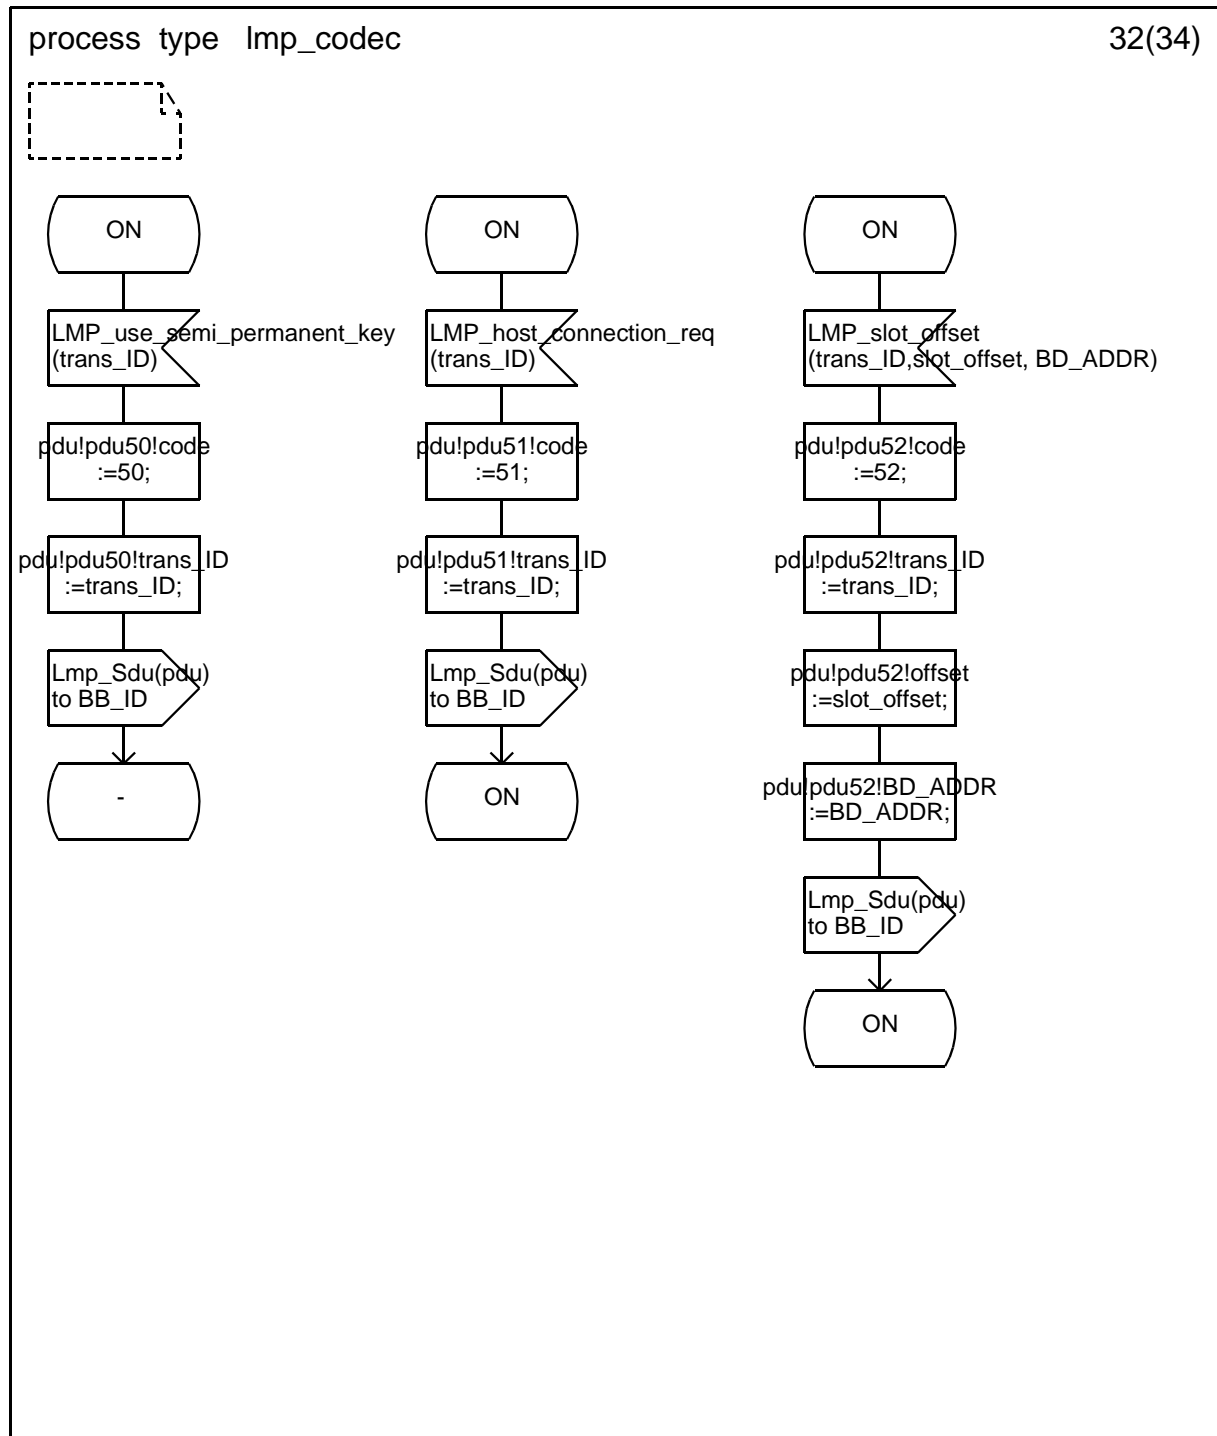 process type lmp_codec 32(34)
ON
LMP_use_semi_permanent_key
(trans_ID)
pdu!pdu50!code
:=50;
pdu!pdu50!trans_ID
:=trans_ID;
Lmp_Sdu(pdu)
to BB_ID
-
ON
LMP_host_connection_req
(trans_ID)
pdu!pdu51!code
:=51;
pdu!pdu51!trans_ID
:=trans_ID;
Lmp_Sdu(pdu)
to BB_ID
ON
ON
LMP_slot_offset
(trans_ID,slot_offset, BD_ADDR)
pdu!pdu52!code
:=52;
pdu!pdu52!trans_ID
:=trans_ID;
pdu!pdu52!offset
:=slot_offset;
pdu!pdu52!BD_ADDR
:=BD_ADDR;
Lmp_Sdu(pdu)
to BB_ID
ON